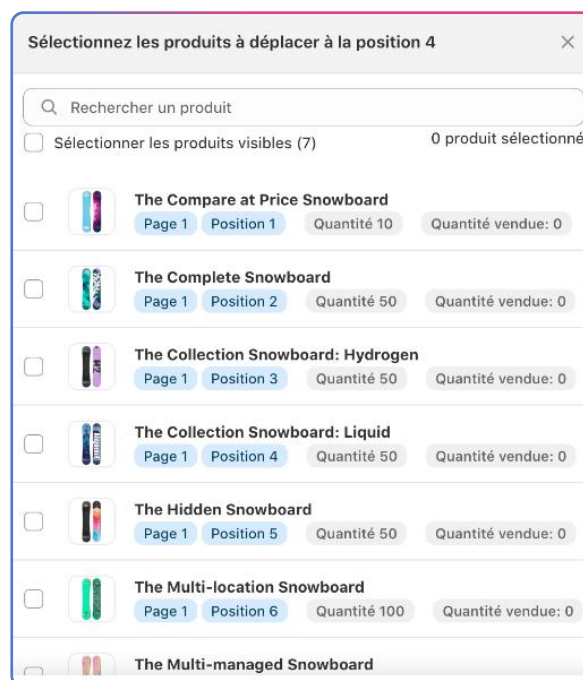 Sélectionnez les produits à déplacer à la position 4
Rechercher un produit
Sélectionner les produits visibles (7)
0 produit sélectionné
The Compare at Price Snowboard
Page 1 Position 1 Quantité 10 Quantité vendue: 0
The Complete Snowboard
Page 1 Position 2 Quantité 50 Quantité vendue: 0
The Collection Snowboard: Hydrogen
Page 1 Position 3 Quantité 50 Quantité vendue: 0
The Collection Snowboard: Liquid
Page 1 Position 4 Quantité 50 Quantité vendue: 0
The Hidden Snowboard
Page 1 Position 5 Quantité 50 Quantité vendue: 0
The Multi-location Snowboard
Page 1 Position 6 Quantité 100 Quantité vendue: 0
The Multi-managed Snowboard